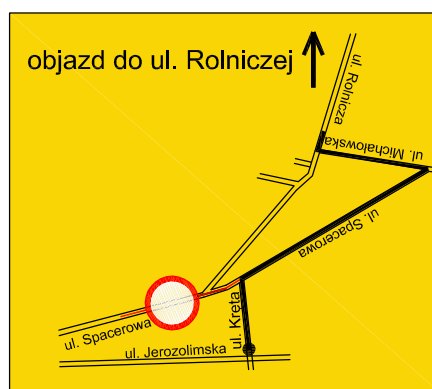 objazd do ul. Rolniczej
ul. Rolnicza
ul. Michałowska
ul. Spacerowa
ul. Spacerowa
ul. Kręta
ul. Jerozolimska